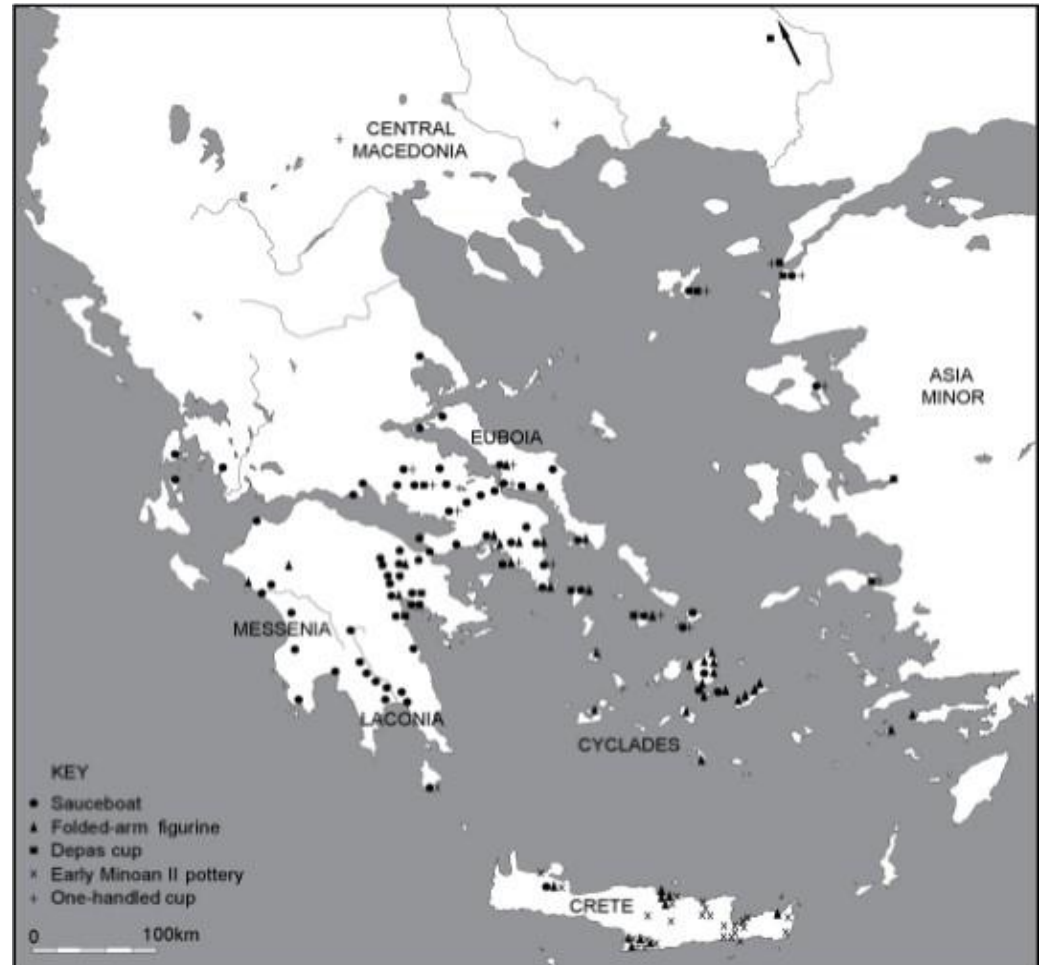 CENTRAL
MACEDONIA
ASIA
MINOR
EUBOIA
MESSENIA
LACONIA
CYCLADES
KEY
Sauceboat
Folded-arm figurine
Depas cup
Early Minoan II pottery
One-handled cup
CRETE
0 100km